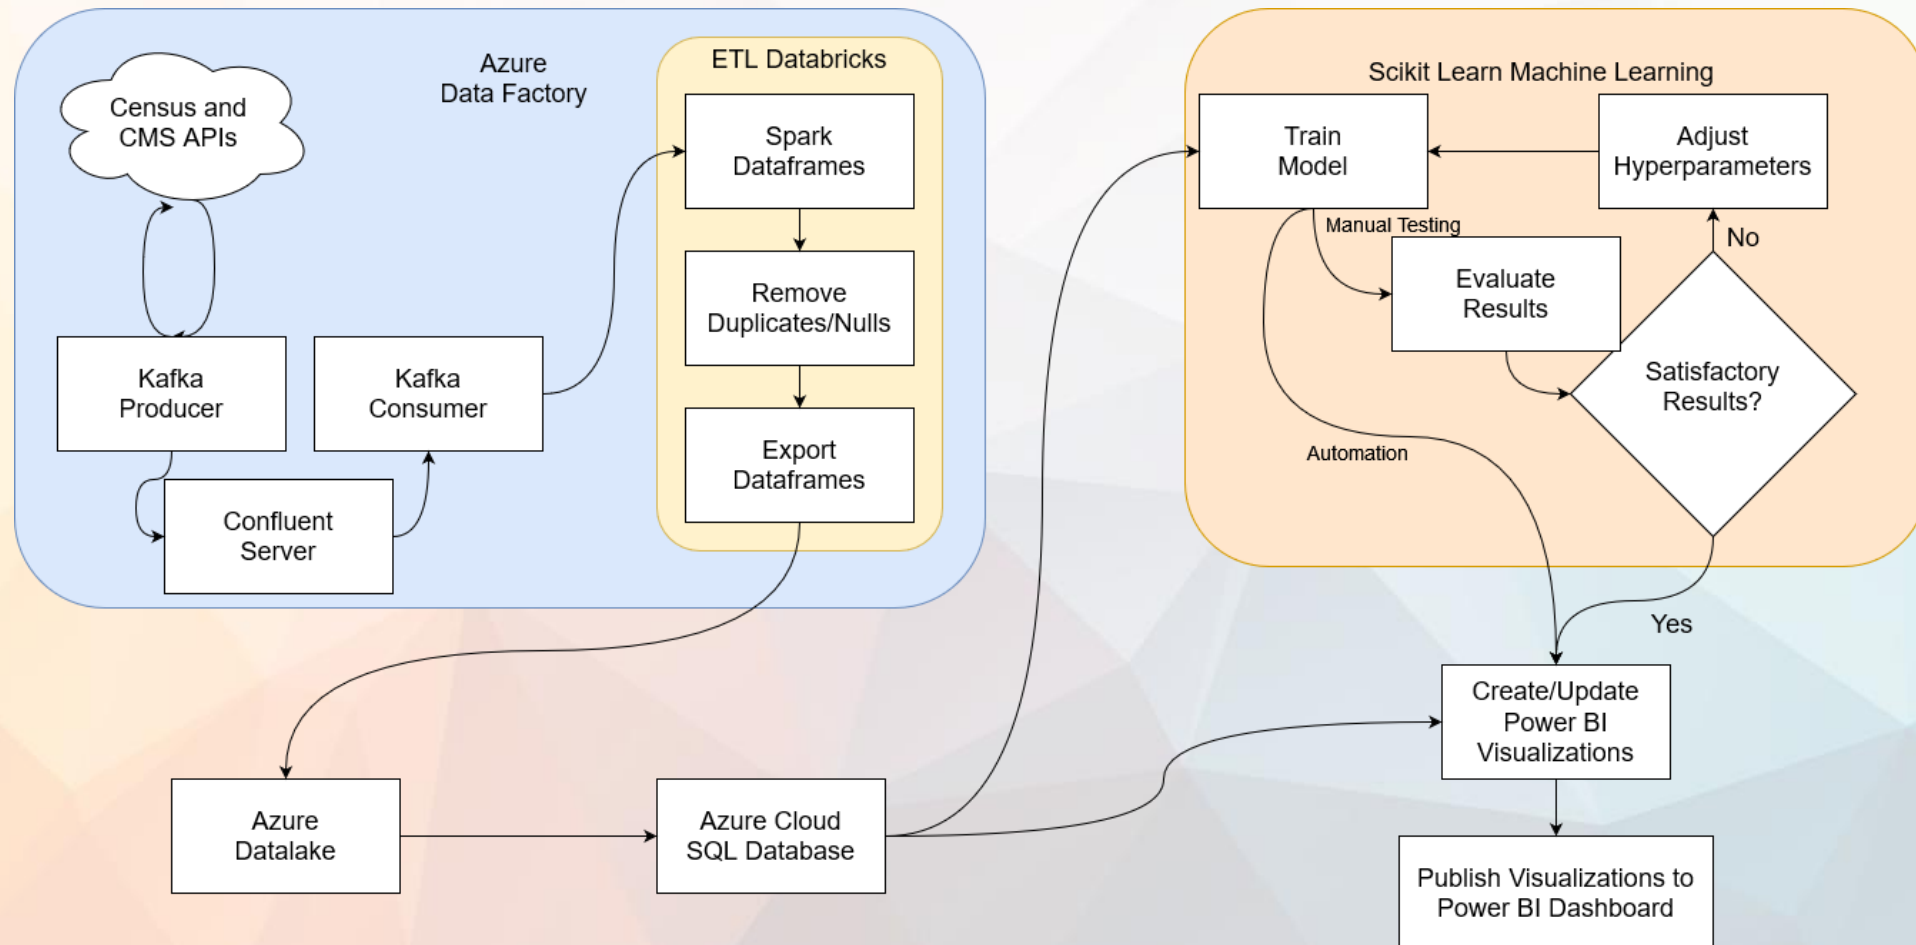 Azure
Data Factory
Census and
CMS APIs
Kafka
Producer
Kafka
Consumer
Confluent
Server
ETL Databricks
Spark
Dataframes
Remove
Duplicates/Nulls
Export
Dataframes
Azure
Datalake
Azure Cloud
SQL Database
Scikit Learn Machine Learning
Train
Model
Adjust
Hyperparameters
Manual Testing
No
Evaluate
Results
Satisfactory
Results?
Automation
Yes
Create/Update
Power BI
Visualizations
Publish Visualizations to
Power BI Dashboard